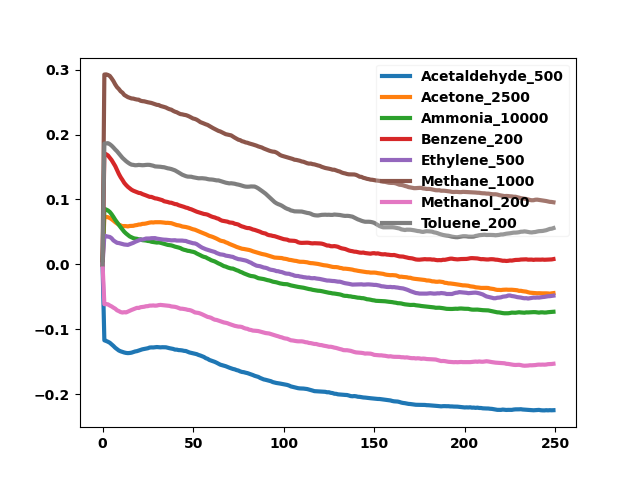 0.3
0.2
0.1
0.0
−0.1
−0.2
0
50
100
150
200
250
Acetaldehyde_500
Acetone_2500
Ammonia_10000
Benzene_200
Ethylene_500
Methane_1000
Methanol_200
Toluene_200